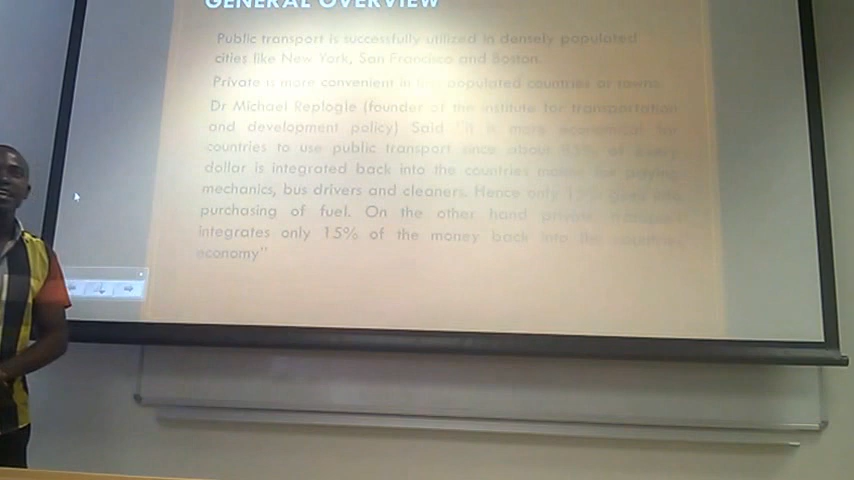 GENERAL OVERVIEW
Public transport is successfully utilized in densely populated
cities like New York, San Francisco and Boston.
Private is more convenient in less populated countries or towns.
Dr Michael Replogle (founder of the institute for transportation
and development policy) Said "it is more economical for
countries to use public transport since about 85% of every
dollar is integrated back into the countries money for paying
mechanics, bus drivers and cleaners. Hence only 15% goes into
purchasing of fuel. On the other hand private transport
integrates only 15% of the money back into the countries
economy"